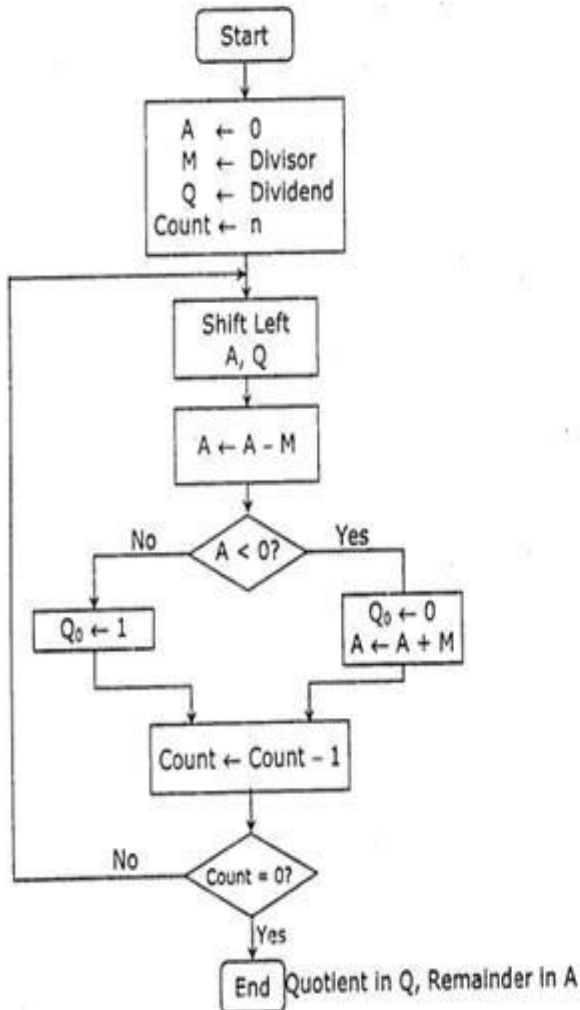 Start
A ← 0
M ← Divisor
Q ← Dividend
Count ← n
Shift Left
A, Q
A ← A – M
No
A < 0?
Yes
Q₀ ← 1
Q₀ ← 0
A ← A + M
Count ← Count – 1
No
Count = 0?
Yes
End Quotient in Q, Remainder in A